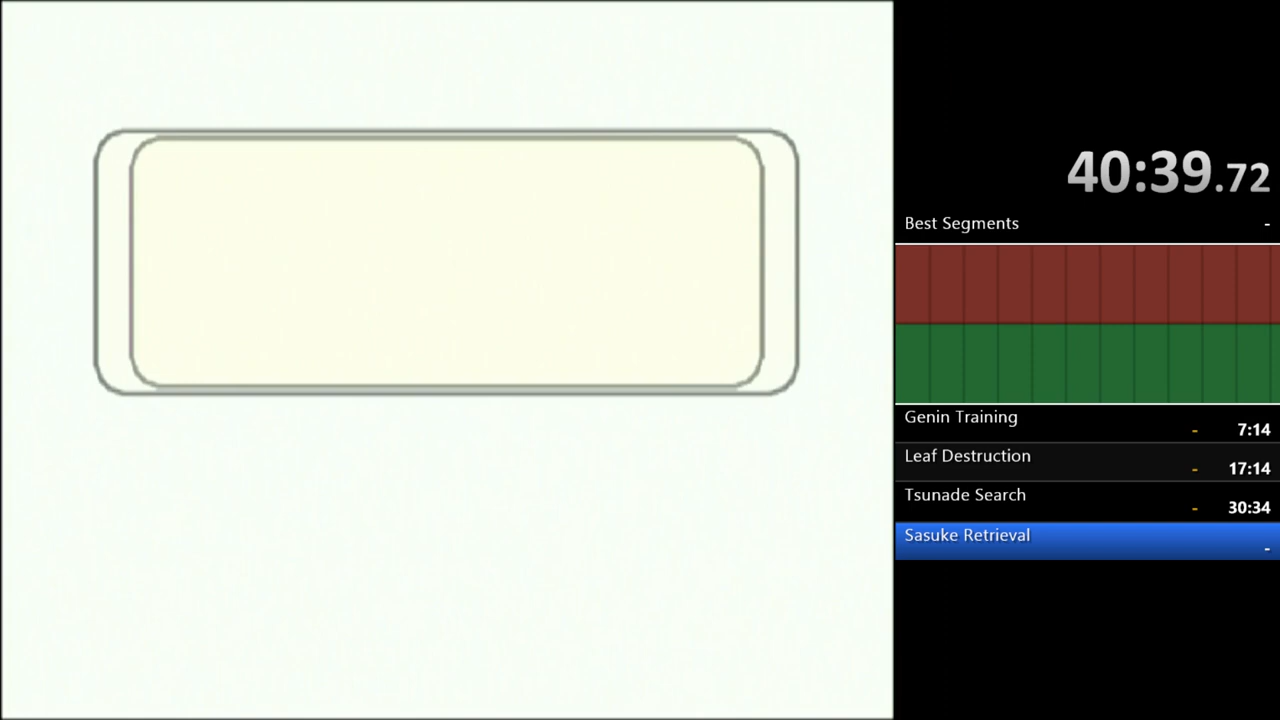 40:39.72
Best Segments -
Genin Training - 7:14
Leaf Destruction - 17:14
Tsunade Search - 30:34
Sasuke Retrieval -